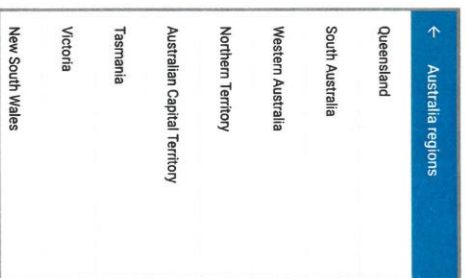 ← Australia regions
Queensland
South Australia
Western Australia
Northern Territory
Australian Capital Territory
Tasmania
Victoria
New South Wales